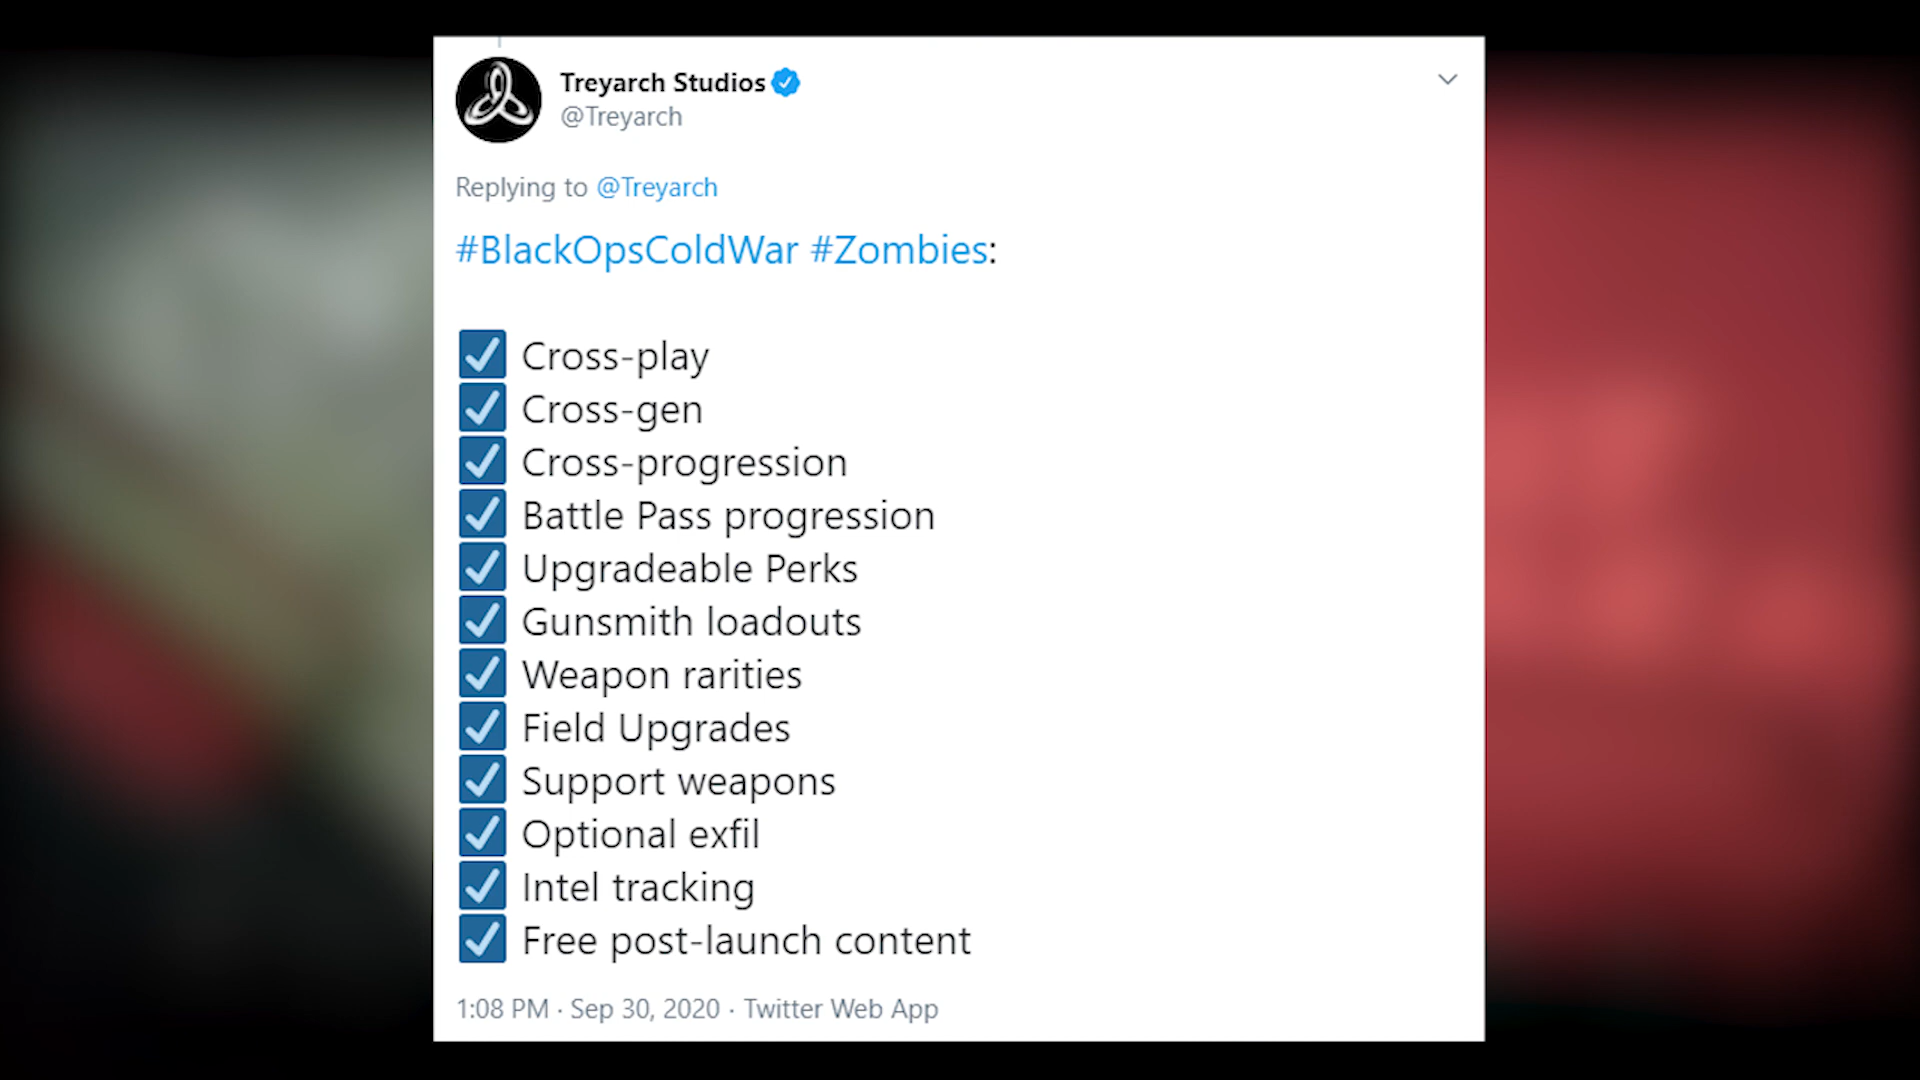 Treyarch Studios
@Treyarch
Replying to @Treyarch
#BlackOpsColdWar #Zombies:
Cross-play
Cross-gen
Cross-progression
Battle Pass progression
Upgradeable Perks
Gunsmith loadouts
Weapon rarities
Field Upgrades
Support weapons
Optional exfil
Intel tracking
Free post-launch content
1:08 PM · Sep 30, 2020 · Twitter Web App